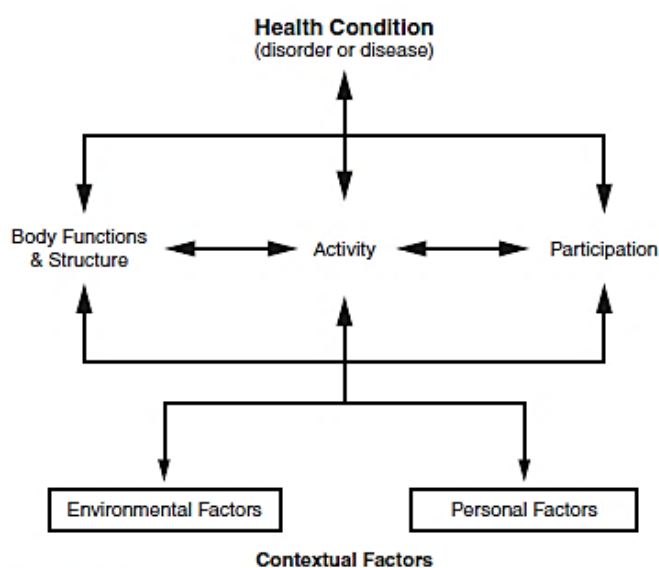 Health Condition
(disorder or disease)
Body Functions
& Structure
Activity
Participation
Environmental Factors
Personal Factors
Contextual Factors